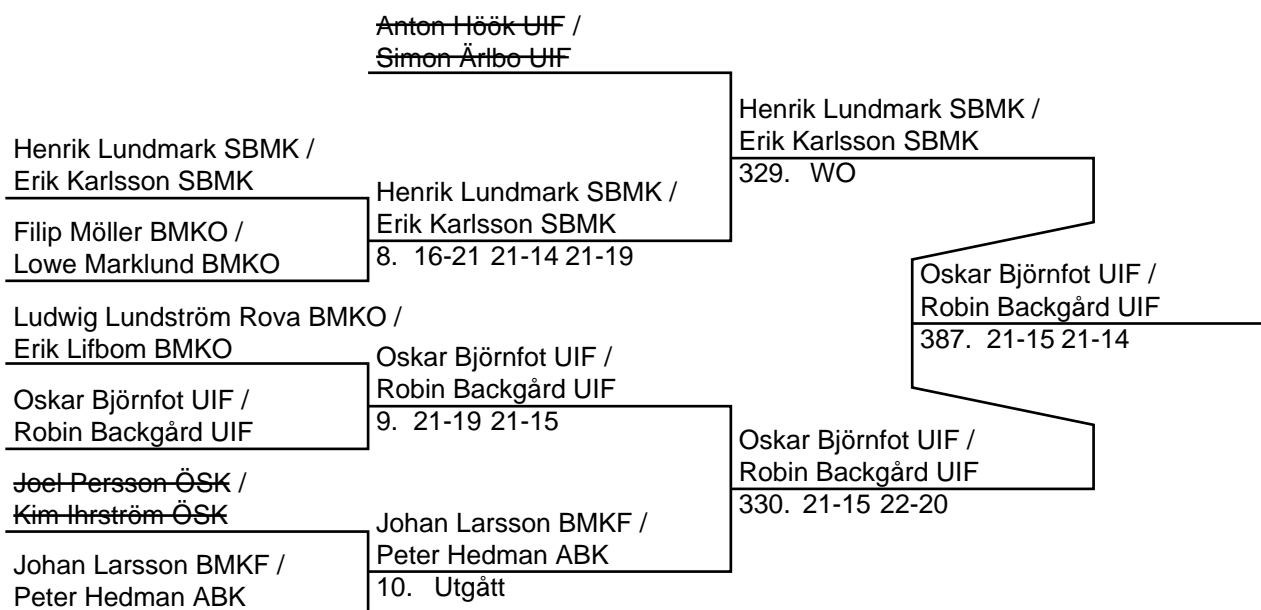 Anton Höök UIF /
Simon Ärlbo UIF
Henrik Lundmark SBMK /
Erik Karlsson SBMK
Filip Möller BMKO /
Lowe Marklund BMKO
Ludwig Lundström Rova BMKO /
Erik Lifbom BMKO
Oskar Björnfot UIF /
Robin Backgård UIF
Joel Persson ÖSK /
Kim Ihrström ÖSK
Johan Larsson BMKF /
Peter Hedman ABK
Henrik Lundmark SBMK /
Erik Karlsson SBMK
8. 16-21 21-14 21-19
Oskar Björnfot UIF /
Robin Backgård UIF
9. 21-19 21-15
Johan Larsson BMKF /
Peter Hedman ABK
10. Utgått
Henrik Lundmark SBMK /
Erik Karlsson SBMK
329. WO
Oskar Björnfot UIF /
Robin Backgård UIF
330. 21-15 22-20
Oskar Björnfot UIF /
Robin Backgård UIF
387. 21-15 21-14